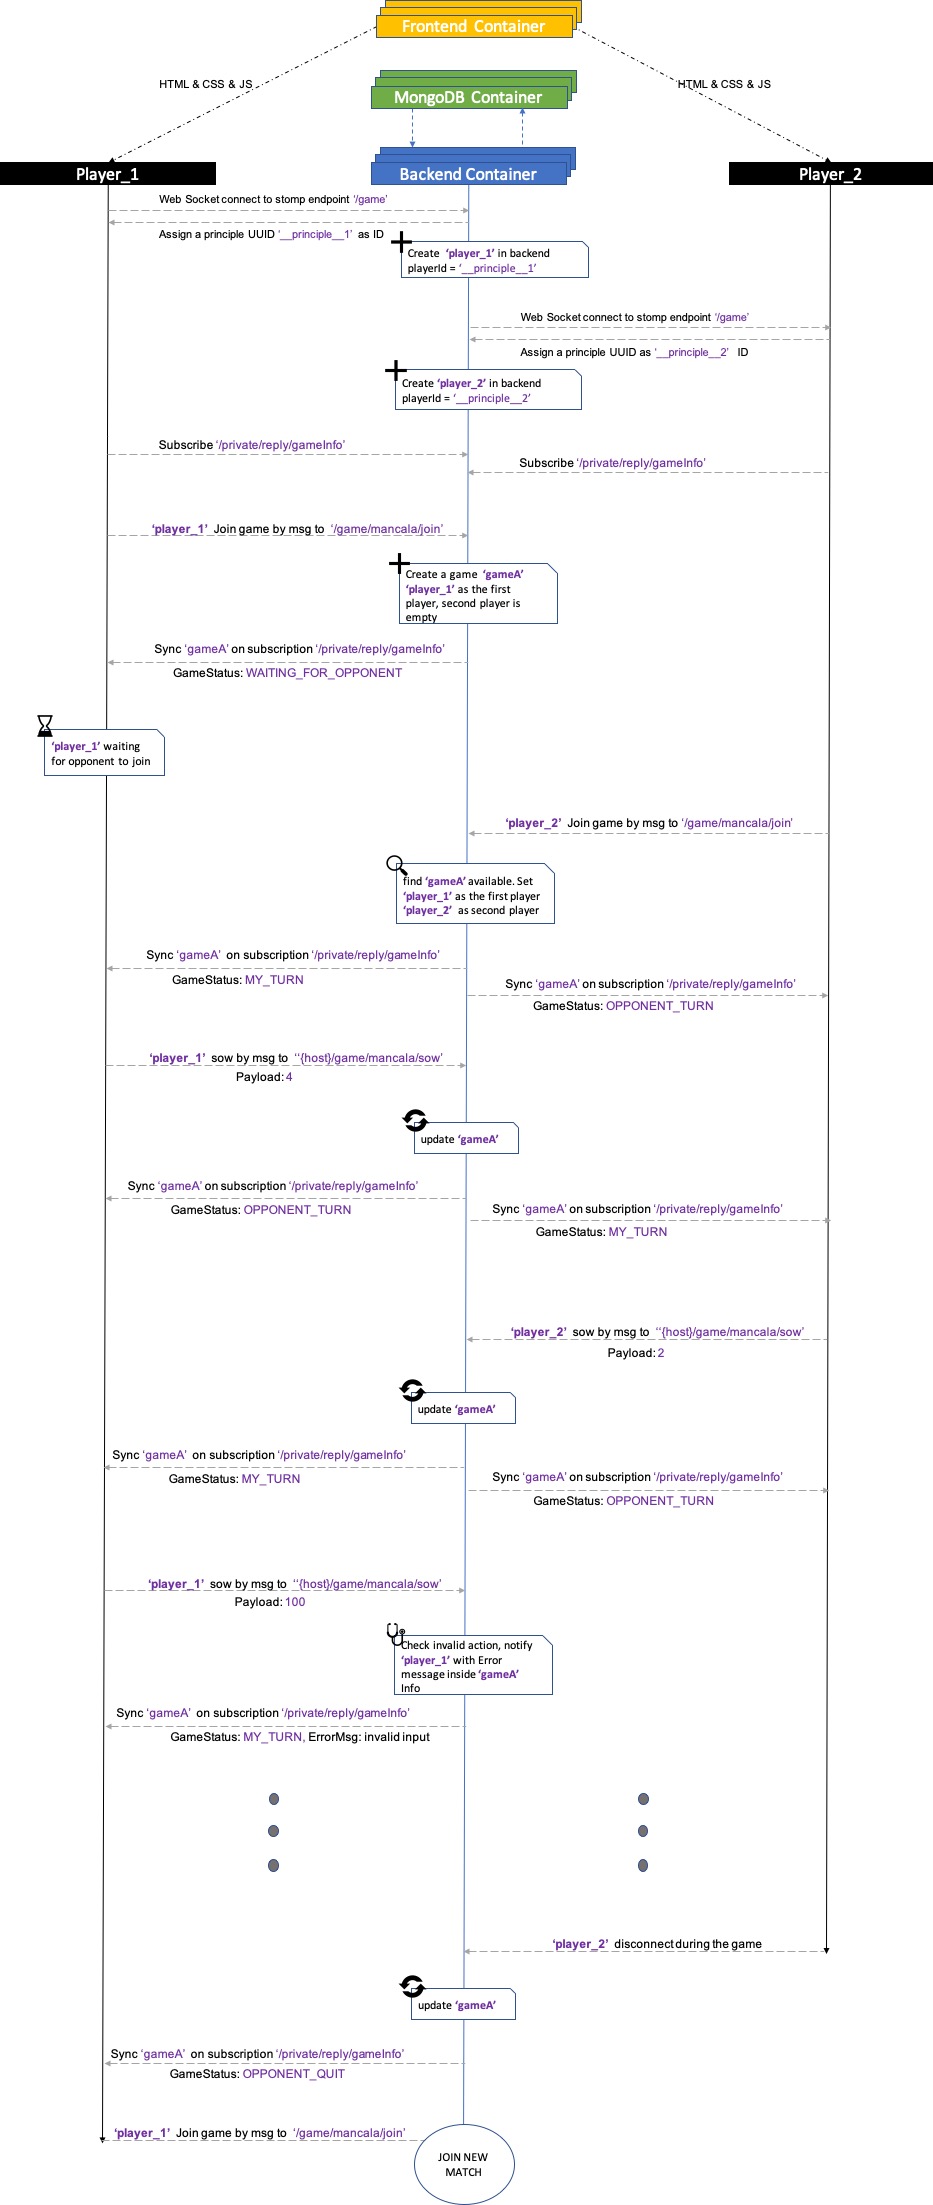 Frontend Container
HTML & CSS & JS
HTML & CSS & JS
MongoDB Container
Player_1
Backend Container
Player_2
Web Socket connect to stomp endpoint '/game'
Assign a principle UUID '__principle__1' as ID
Create 'player_1' in backend
playerId = '__principle__1'
Web Socket connect to stomp endpoint '/game'
Assign a principle UUID as '__principle__2' ID
Create 'player_2' in backend
playerId = '__principle__2'
Subscribe '/private/reply/gameInfo'
Subscribe '/private/reply/gameInfo'
'player_1' Join game by msg to '/game/mancala/join'
Create a game 'gameA'
'player_1' as the first
player, second player is
empty
Sync 'gameA' on subscription '/private/reply/gameInfo'
GameStatus: WAITING_FOR_OPPONENT
'player_1' waiting
for opponent to join
'player_2' Join game by msg to '/game/mancala/join'
find 'gameA' available. Set
'player_1' as the first player
'player_2' as second player
Sync 'gameA' on subscription '/private/reply/gameInfo'
GameStatus: MY_TURN
Sync 'gameA' on subscription '/private/reply/gameInfo'
GameStatus: OPPONENT_TURN
'player_1' sow by msg to ''{host}/game/mancala/sow'
Payload: 4
update 'gameA'
Sync 'gameA' on subscription '/private/reply/gameInfo'
GameStatus: OPPONENT_TURN
Sync 'gameA' on subscription '/private/reply/gameInfo'
GameStatus: MY_TURN
'player_2' sow by msg to ''{host}/game/mancala/sow'
Payload: 2
update 'gameA'
Sync 'gameA' on subscription '/private/reply/gameInfo'
GameStatus: MY_TURN
Sync 'gameA' on subscription '/private/reply/gameInfo'
GameStatus: OPPONENT_TURN
'player_1' sow by msg to ''{host}/game/mancala/sow'
Payload: 100
Check invalid action, notify
'player_1' with Error
message inside 'gameA'
Info
Sync 'gameA' on subscription '/private/reply/gameInfo'
GameStatus: MY_TURN, ErrorMsg: invalid input
'player_2' disconnect during the game
update 'gameA'
Sync 'gameA' on subscription '/private/reply/gameInfo'
GameStatus: OPPONENT_QUIT
'player_1' Join game by msg to '/game/mancala/join'
JOIN NEW
MATCH